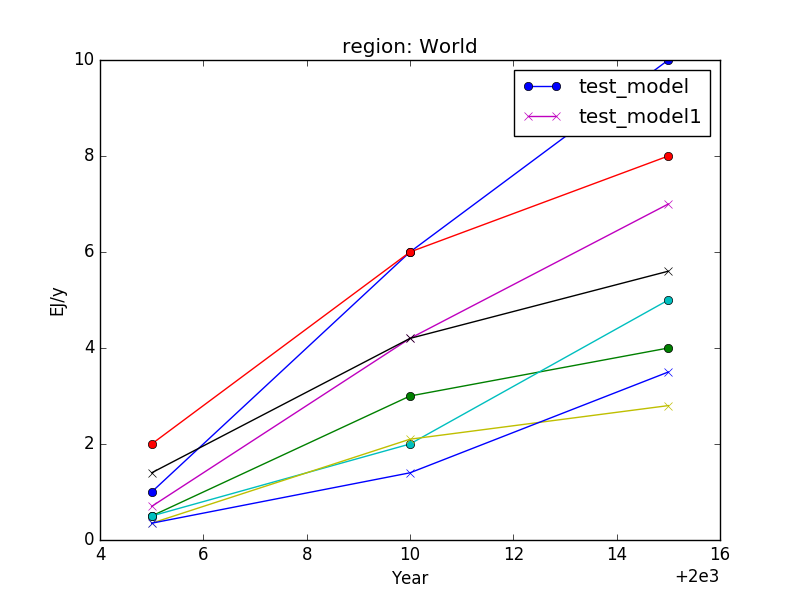 region: World
test_model
test_model1
EJ/y
10
8
6
4
2
0
4 6 8 10 12 14 16
Year
+2e3